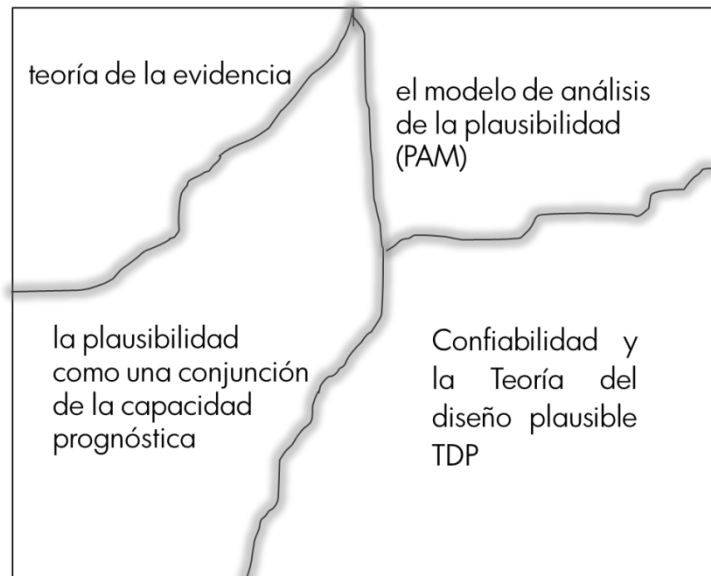 teoría de la evidencia
el modelo de análisis
de la plausibilidad
(PAM)
la plausibilidad
como una conjunción
de la capacidad
prognóstica
Confiabilidad y
la Teoría del
diseño plausible
TDP